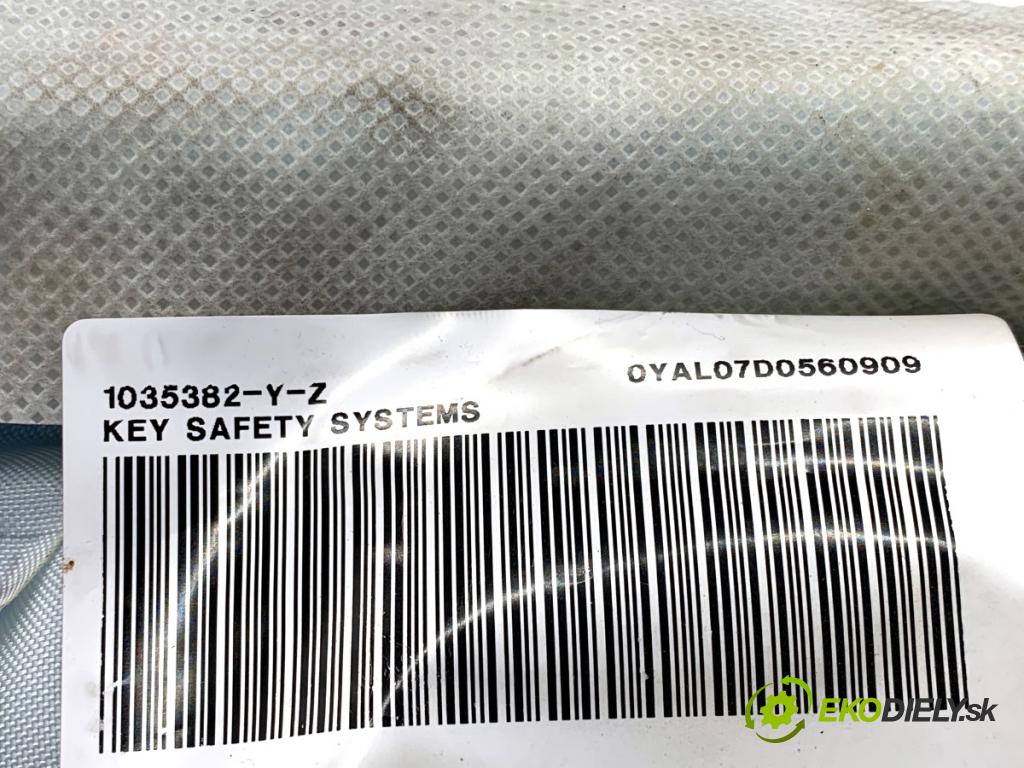 1035382-Y-Z
0YAL07D0560909
KEY SAFETY SYSTEMS
EKODIELY.sk